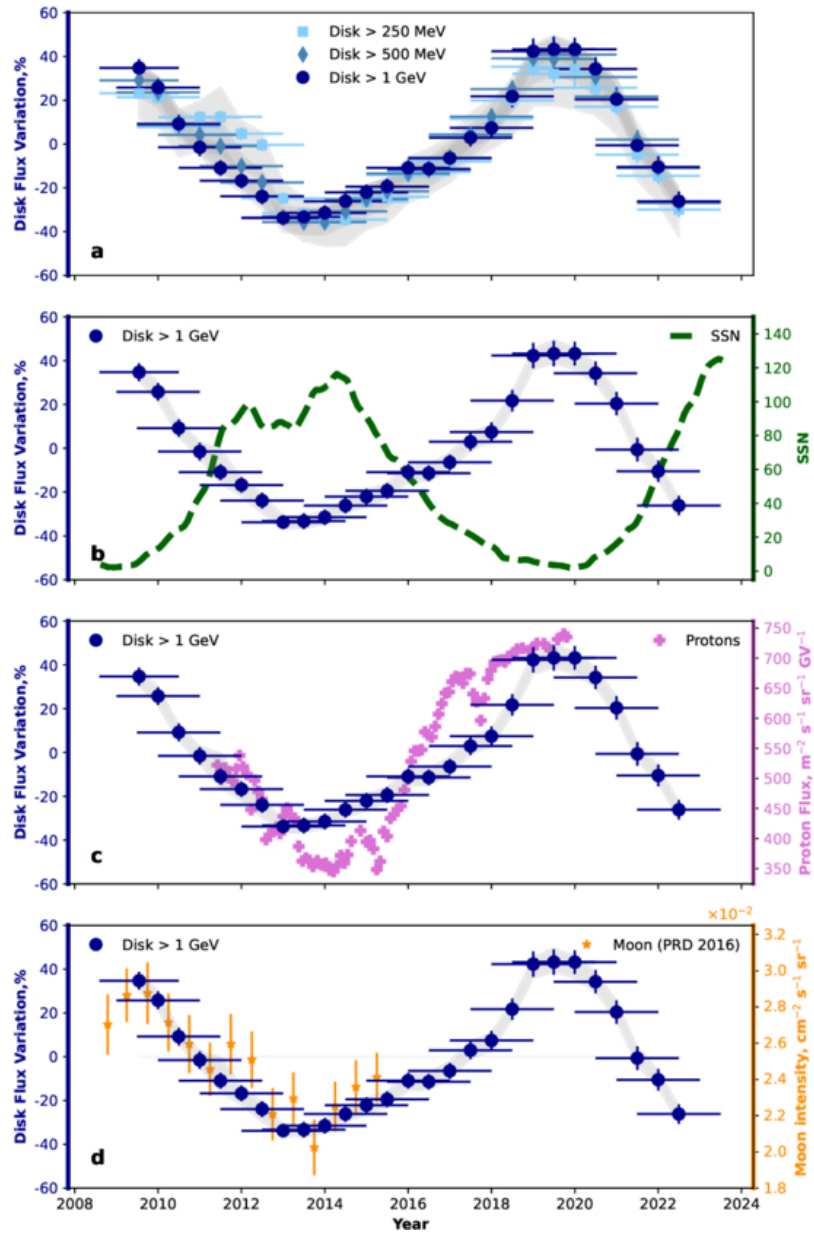 60
40
20
0
-20
-40
-60
Disk Flux Variation,%
Disk > 250 MeV
Disk > 500 MeV
Disk > 1 GeV
a
60
40
20
0
-20
-40
-60
Disk Flux Variation,%
Disk > 1 GeV
SSN
b
140
120
100
80
60
40
20
0
SSN
60
40
20
0
-20
-40
-60
Disk Flux Variation,%
Disk > 1 GeV
Protons
c
750
700
650
600
550
500
450
400
350
Proton Flux, m⁻² s⁻¹ sr⁻¹ GV⁻¹
60
40
20
0
-20
-40
-60
Disk Flux Variation,%
Disk > 1 GeV
Moon (PRD 2016)
d
×10⁻²
3.2
3.0
2.8
2.6
2.4
2.2
2.0
1.8
Moon intensity, cm⁻² s⁻¹ sr⁻¹
2008 2010 2012 2014 2016 2018 2020 2022 2024
Year